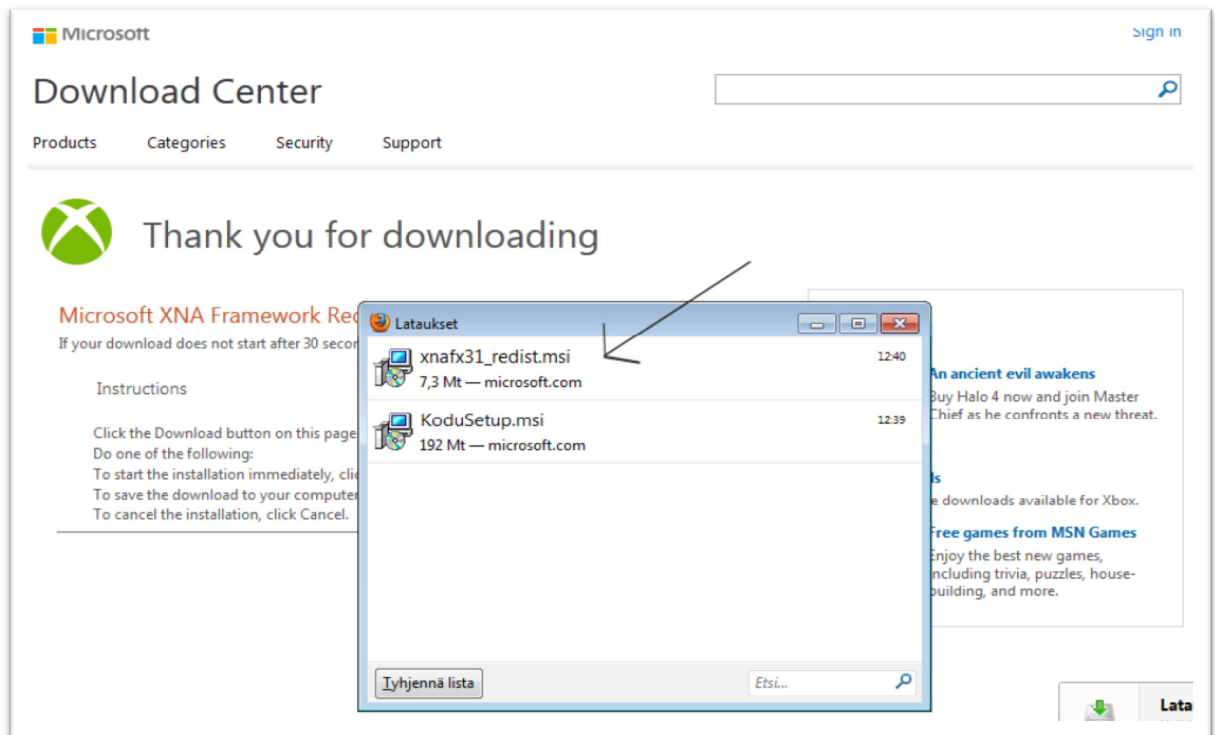 Microsoft
Sign in
Download Center
Products Categories Security Support
Thank you for downloading
Microsoft XNA Framework
If your download does not start after 30
Instructions
Click the Download button on this page
Do one of the following:
To start the installation immediately,
To save the download to your computer
To cancel the installation, click Cancel.
Lataukset
xnafx31_redist.msi 12:40
7,3 Mt — microsoft.com
KoduSetup.msi 12:39
192 Mt — microsoft.com
Tyhjennä lista
Etsi...
An ancient evil awakens
Buy Halo 4 now and join Master
Chief as he confronts a new threat.
downloads available for Xbox.
Free games from MSN Games
Enjoy the best new games,
including trivia, puzzles, house-
building, and more.